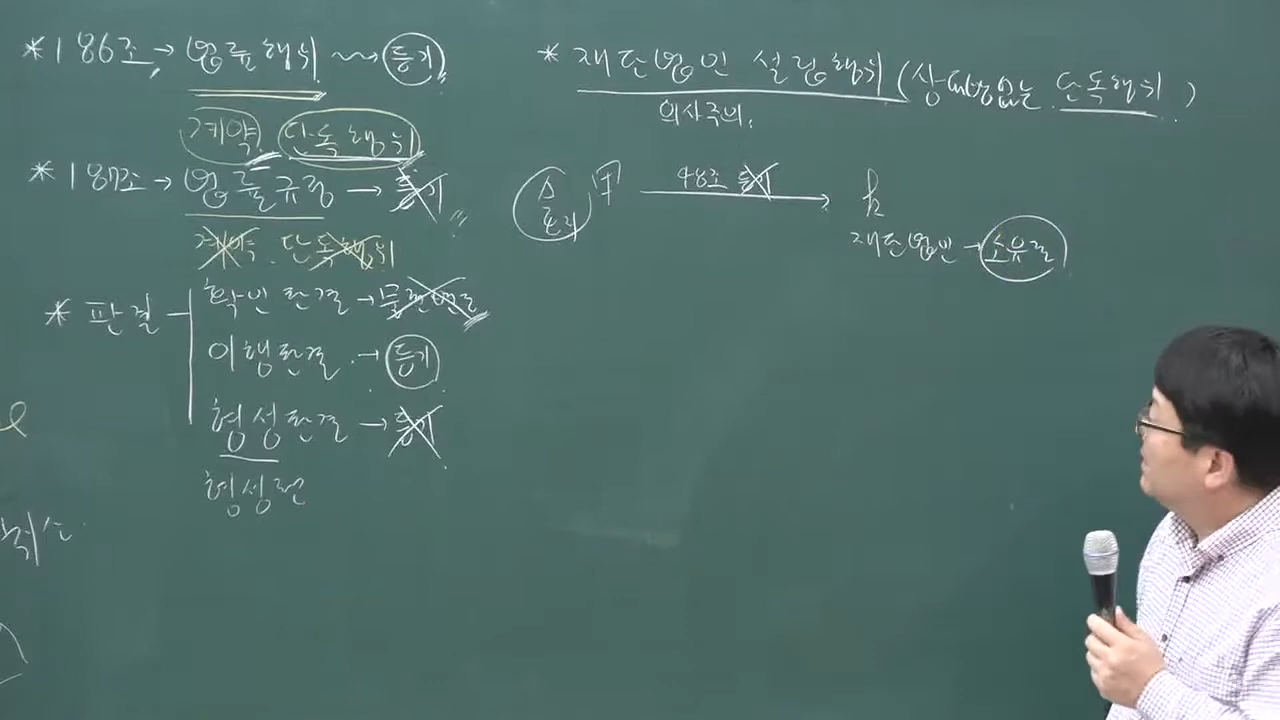 *186조→법률행위 ⇝ 등기
계약 단독행위
*187조→법률규정 → 등기
계약. 단독행위
*판결
확인판결→물권변동
이행판결.→등기
형성판결→등기
형성권
*재단법인 설립행위(상대방없는 단독행위)
의사주의.
48조 등기
재단법인→소유권